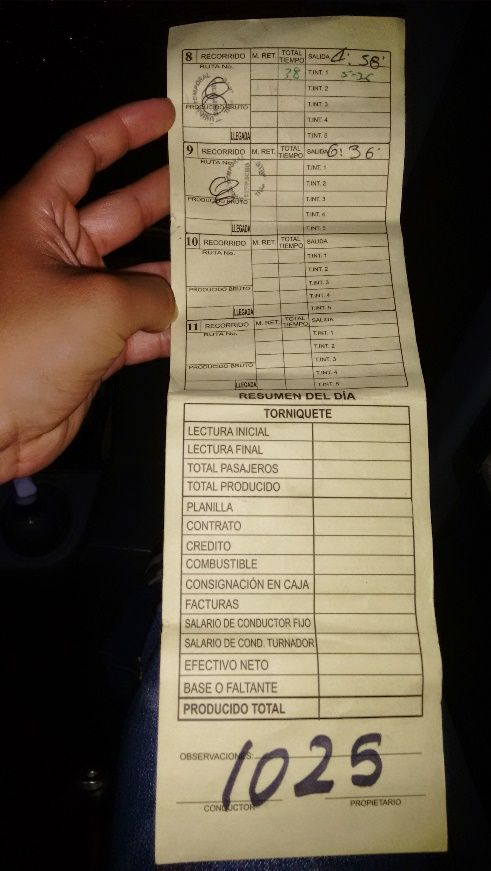 8 RECORRIDO M. RET. TOTAL TIEMPO SALIDA 4:58
RUTA No. 28 T.INT. 1 5-26
T.INT. 2
PRODUCIDO BRUTO T.INT. 3
T.INT. 4
LLEGADA T.INT. 5
9 RECORRIDO M. RET. TOTAL TIEMPO SALIDA 6:36
RUTA No. T.INT. 1
T.INT. 2
PRODUCIDO BRUTO T.INT. 3
T.INT. 4
LLEGADA T.INT. 5
10 RECORRIDO M. RET. TOTAL TIEMPO SALIDA
RUTA No. T.INT. 1
T.INT. 2
PRODUCIDO BRUTO T.INT. 3
T.INT. 4
LLEGADA T.INT. 5
11 RECORRIDO M. RET. TOTAL TIEMPO SALIDA
RUTA No. T.INT. 1
T.INT. 2
PRODUCIDO BRUTO T.INT. 3
T.INT. 4
LLEGADA T.INT. 5
RESUMEN DEL DÍA
TORNIQUETE
LECTURA INICIAL
LECTURA FINAL
TOTAL PASAJEROS
TOTAL PRODUCIDO
PLANILLA
CONTRATO
CREDITO
COMBUSTIBLE
CONSIGNACIÓN EN CAJA
FACTURAS
SALARIO DE CONDUCTOR FIJO
SALARIO DE COND. TURNADOR
EFECTIVO NETO
BASE O FALTANTE
PRODUCIDO TOTAL
OBSERVACIONES:
1025
CONDUCTOR PROPIETARIO